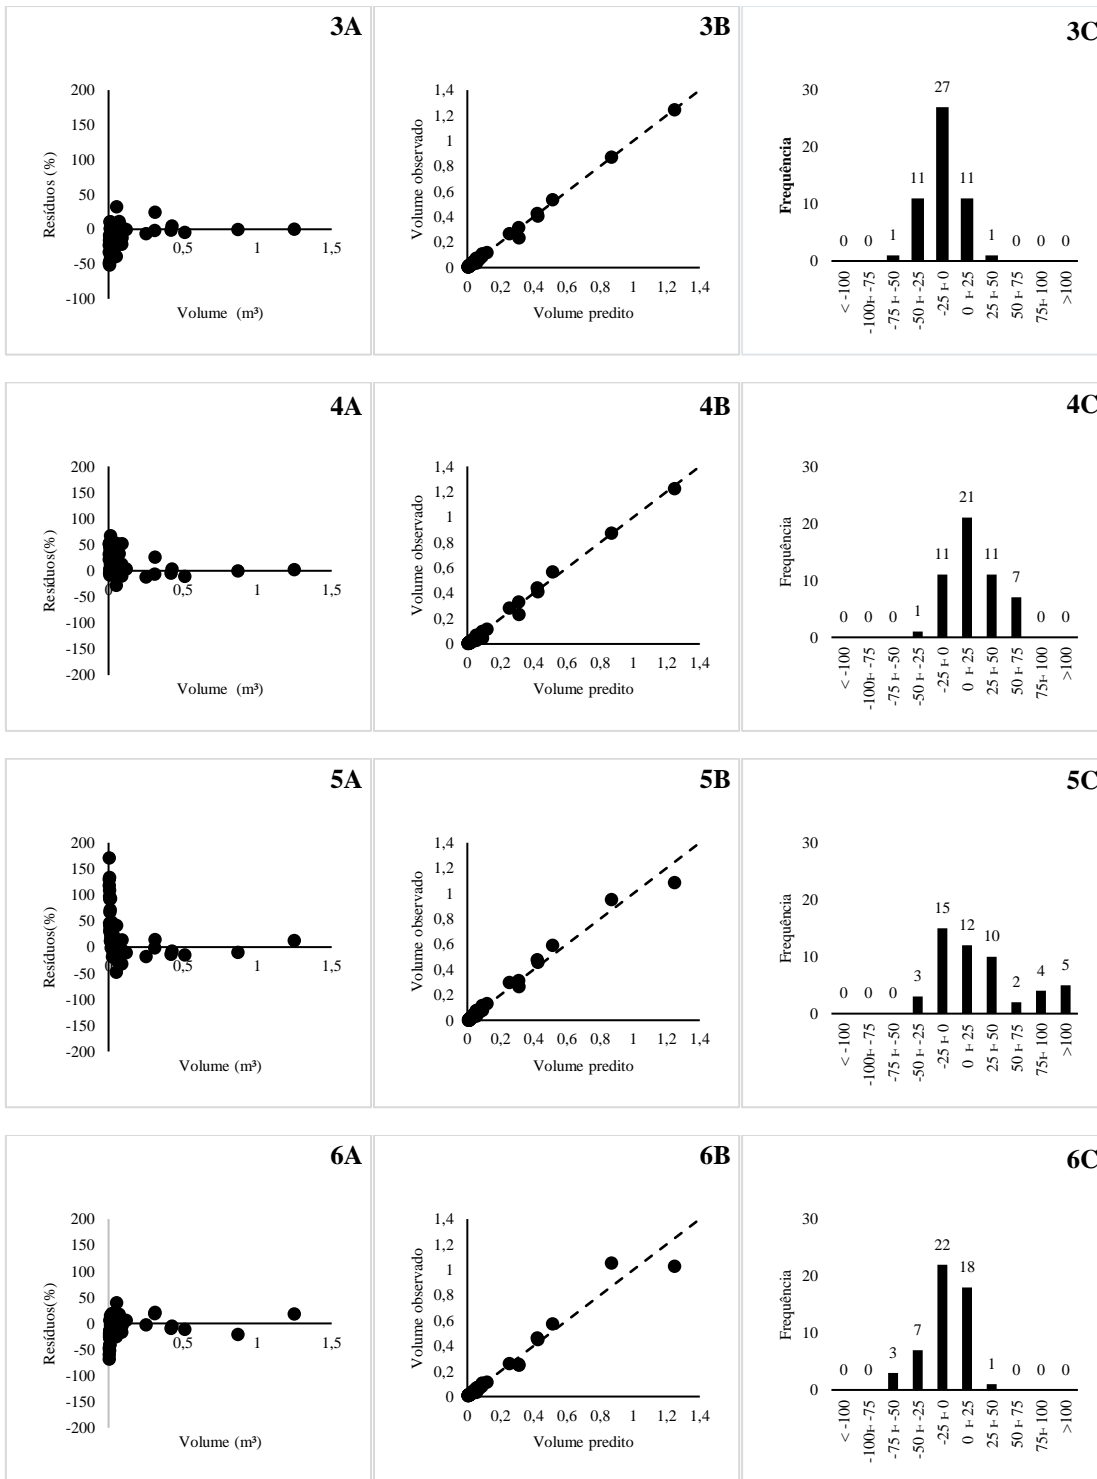 3A
Resíduos (%)
200
150
100
50
0
-50
-100
0,5
1
1,5
Volume (m³)
3B
Volume observado
1,4
1,2
1
0,8
0,6
0,4
0,2
0
0 0,2 0,4 0,6 0,8 1 1,2 1,4
Volume predito
3C
Frequência
30
20
10
0
0 0 1 11 27 11 1 0 0 0
< -100
-100 ⊢ -75
-75 ⊢ -50
-50 ⊢ -25
-25 ⊢ 0
0 ⊢ 25
25 ⊢ 50
50 ⊢ 75
75 ⊢ 100
>100
4A
Resíduos(%)
200
150
100
50
0
-50
-100
-150
-200
0
0,5
1
1,5
Volume (m³)
4B
Volume observado
1,4
1,2
1
0,8
0,6
0,4
0,2
0
0 0,2 0,4 0,6 0,8 1 1,2 1,4
Volume predito
4C
Frequência
30
20
10
0
0 0 0 1 11 21 11 7 0 0
< -100
-100 ⊢ -75
-75 ⊢ -50
-50 ⊢ -25
-25 ⊢ 0
0 ⊢ 25
25 ⊢ 50
50 ⊢ 75
75 ⊢ 100
>100
5A
Resíduos(%)
200
150
100
50
0
-50
-100
-150
-200
0
0,5
1
1,5
Volume (m³)
5B
Volume observado
1,4
1,2
1
0,8
0,6
0,4
0,2
0
0 0,2 0,4 0,6 0,8 1 1,2 1,4
Volume predito
5C
Frequência
30
20
10
0
0 0 0 3 15 12 10 2 4 5
< -100
-100 ⊢ -75
-75 ⊢ -50
-50 ⊢ -25
-25 ⊢ 0
0 ⊢ 25
25 ⊢ 50
50 ⊢ 75
75 ⊢ 100
>100
6A
Resíduos(%)
200
150
100
50
0
-50
-100
-150
-200
0,5
1
1,5
Volume (m³)
6B
Volume observado
1,4
1,2
1
0,8
0,6
0,4
0,2
0
0 0,2 0,4 0,6 0,8 1 1,2 1,4
Volume predito
6C
Frequência
30
20
10
0
0 0 3 7 22 18 1 0 0 0
< -100
-100 ⊢ -75
-75 ⊢ -50
-50 ⊢ -25
-25 ⊢ 0
0 ⊢ 25
25 ⊢ 50
50 ⊢ 75
75 ⊢ 100
>100